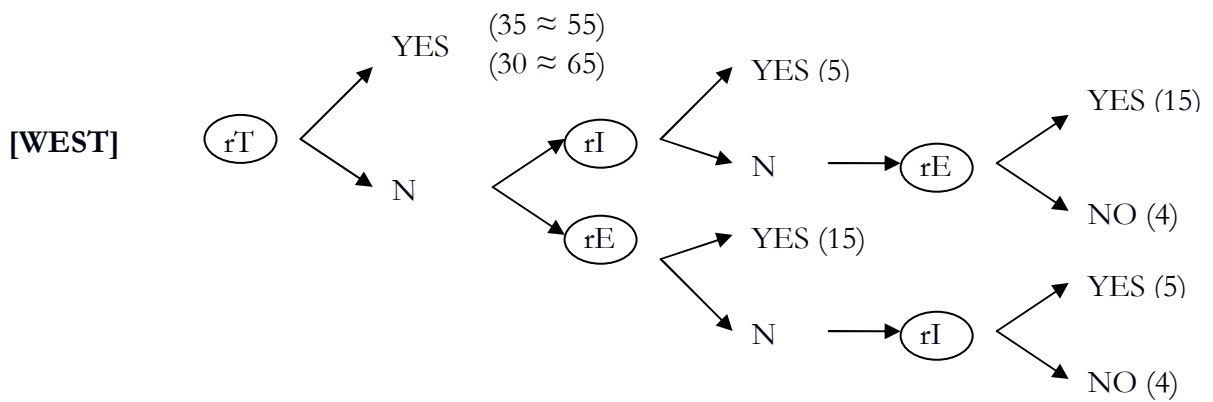 YES (35 ≈ 55)
(30 ≈ 65)
YES (5)
YES (15)
[WEST] rT rI
N N rE
NO (4)
rE YES (15)
YES (5)
N rI
NO (4)